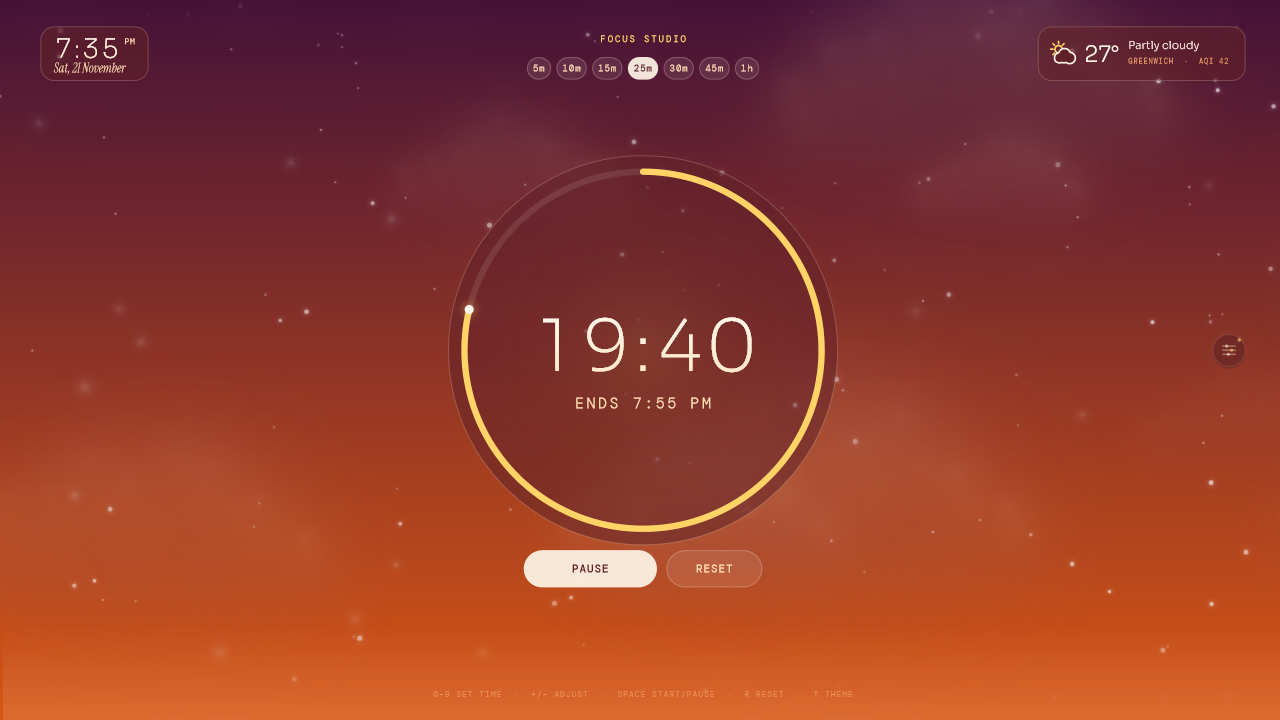 7:35 PM
Sat, 21 November
FOCUS STUDIO
5m 10m 15m 25m 30m 45m 1h
27° Partly cloudy
GREENWICH · AQI 42
19:40
ENDS 7:55 PM
PAUSE RESET
0-9 SET TIME · +/- ADJUST · SPACE START/PAUSE · R RESET · T THEME